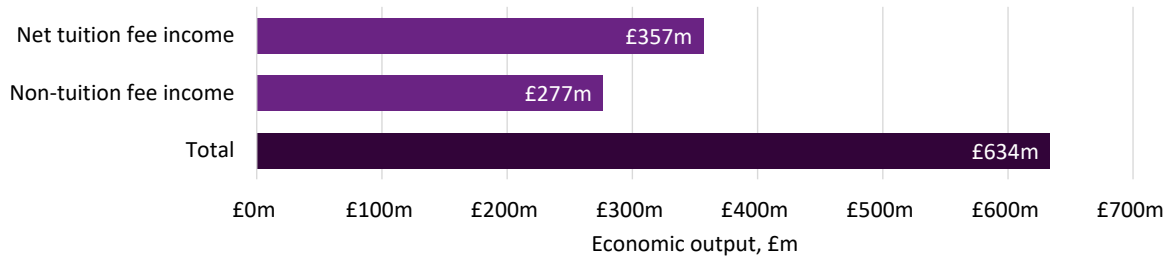 Net tuition fee income
£357m
Non-tuition fee income
£277m
Total
£634m
£0m £100m £200m £300m £400m £500m £600m £700m
Economic output, £m